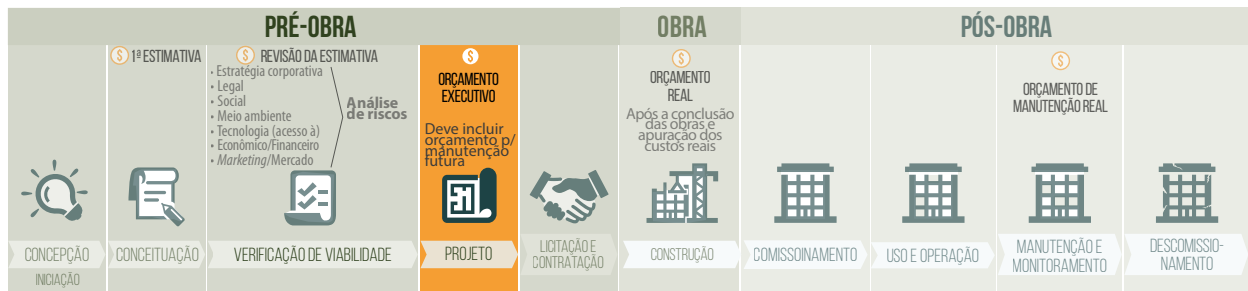 PRÉ-OBRA
OBRA
PÓS-OBRA
$ 1ª ESTIMATIVA
$ REVISÃO DA ESTIMATIVA
• Estratégia corporativa
• Legal
• Social
• Meio ambiente
• Tecnologia (acesso à)
• Econômico/Financeiro
• Marketing/Mercado
Análise
de riscos
$
ORÇAMENTO
EXECUTIVO
Deve incluir
orçamento p/
manutenção
futura
$
ORÇAMENTO
REAL
Após a conclusão
das obras e
apuração dos
custos reais
$
ORÇAMENTO DE
MANUTENÇÃO REAL
CONCEPÇÃO
INICIAÇÃO
CONCEITUAÇÃO
VERIFICAÇÃO DE VIABILIDADE
PROJETO
LICITAÇÃO E
CONTRATAÇÃO
CONSTRUÇÃO
COMISSOINAMENTO
USO E OPERAÇÃO
MANUTENÇÃO E
MONITORAMENTO
DESCOMISSIO-
NAMENTO